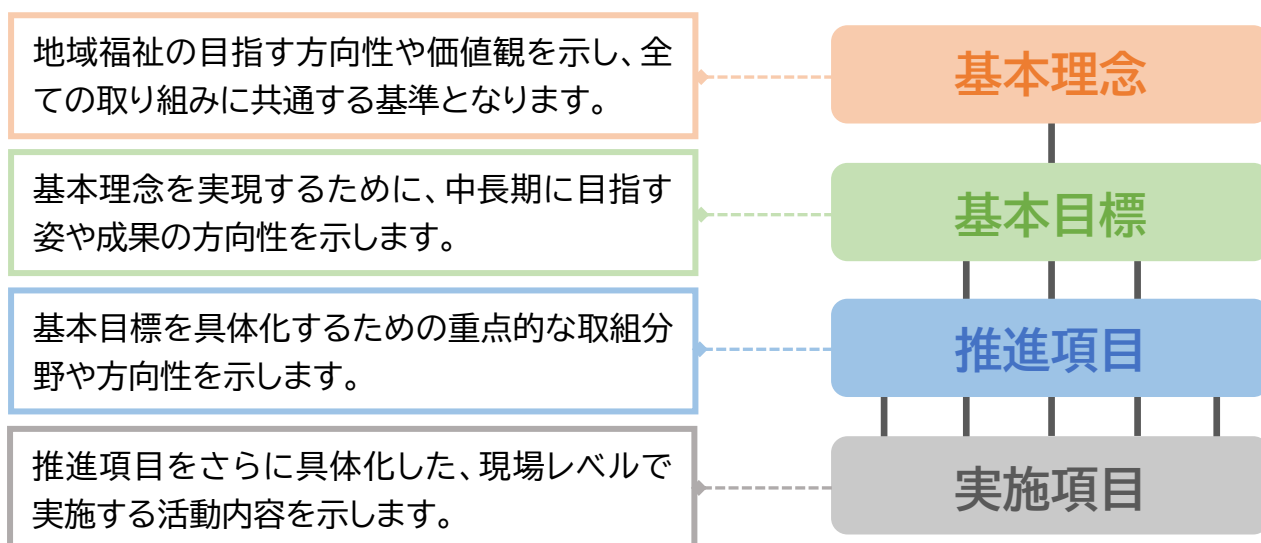 地域福祉の目指す方向性や価値観を示し、全
ての取り組みに共通する基準となります。
基本理念
基本理念を実現するために、中長期に目指す
姿や成果の方向性を示します。
基本目標
基本目標を具体化するための重点的な取組分
野や方向性を示します。
推進項目
推進項目をさらに具体化した、現場レベルで
実施する活動内容を示します。
実施項目